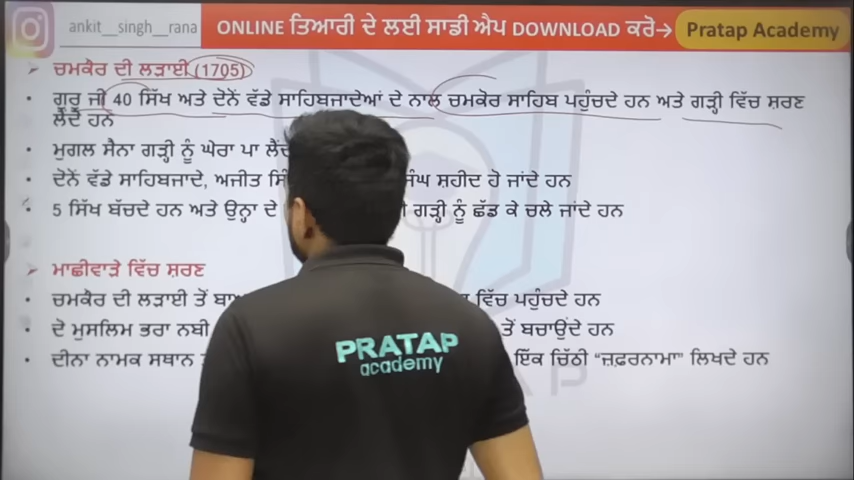 ankit__singh_rana
ONLINE ਤਿਆਰੀ ਦੇ ਲਈ ਸਾਡੀ ਐਪ DOWNLOAD ਕਰੋ→
Pratap Academy
ਚਮਕੌਰ ਦੀ ਲੜਾਈ (1705)
ਗੁਰੂ ਜੀ 40 ਸਿੱਖ ਅਤੇ ਦੋਨੋਂ ਵੱਡੇ ਸਾਹਿਬਜਾਦੇਆਂ ਦੇ ਨਾਲ ਚਮਕੋਰ ਸਾਹਿਬ ਪਹੁੰਚਦੇ ਹਨ ਅਤੇ ਗੜ੍ਹੀ ਵਿੱਚ ਸ਼ਰਣ
ਲੈਂਦੇ ਹਨ
ਮੁਗਲ ਸੈਨਾ ਗੜ੍ਹੀ ਨੂੰ ਘੇਰਾ ਪਾ
ਦੋਨੋਂ ਵੱਡੇ ਸਾਹਿਬਜਾਦੇ, ਅਜੀਤ ਸ਼ਹੀਦ ਹੋ ਜਾਂਦੇ ਹਨ
5 ਸਿੱਖ ਬੱਚਦੇ ਹਨ ਅਤੇ ਉਨ੍ਹਾ ਦੇ ਗੜ੍ਹੀ ਨੂੰ ਛੱਡ ਕੇ ਚਲੇ ਜਾਂਦੇ ਹਨ
ਮਾਛੀਵਾੜੇ ਵਿੱਚ ਸ਼ਰਣ
ਚਮਕੌਰ ਦੀ ਲੜਾਈ ਤੋਂ ਵਿੱਚ ਪਹੁੰਚਦੇ ਹਨ
ਦੋ ਮੁਸਲਿਮ ਭਰਾ ਨਬੀ ਤੋਂ ਬਚਾਉਂਦੇ ਹਨ
ਦੀਨਾ ਨਾਮਕ ਸਥਾਨ ਇੱਕ ਚਿੱਠੀ “ਜ਼ਫ਼ਰਨਾਮਾ” ਲਿਖਦੇ ਹਨ
PRATAP
academy